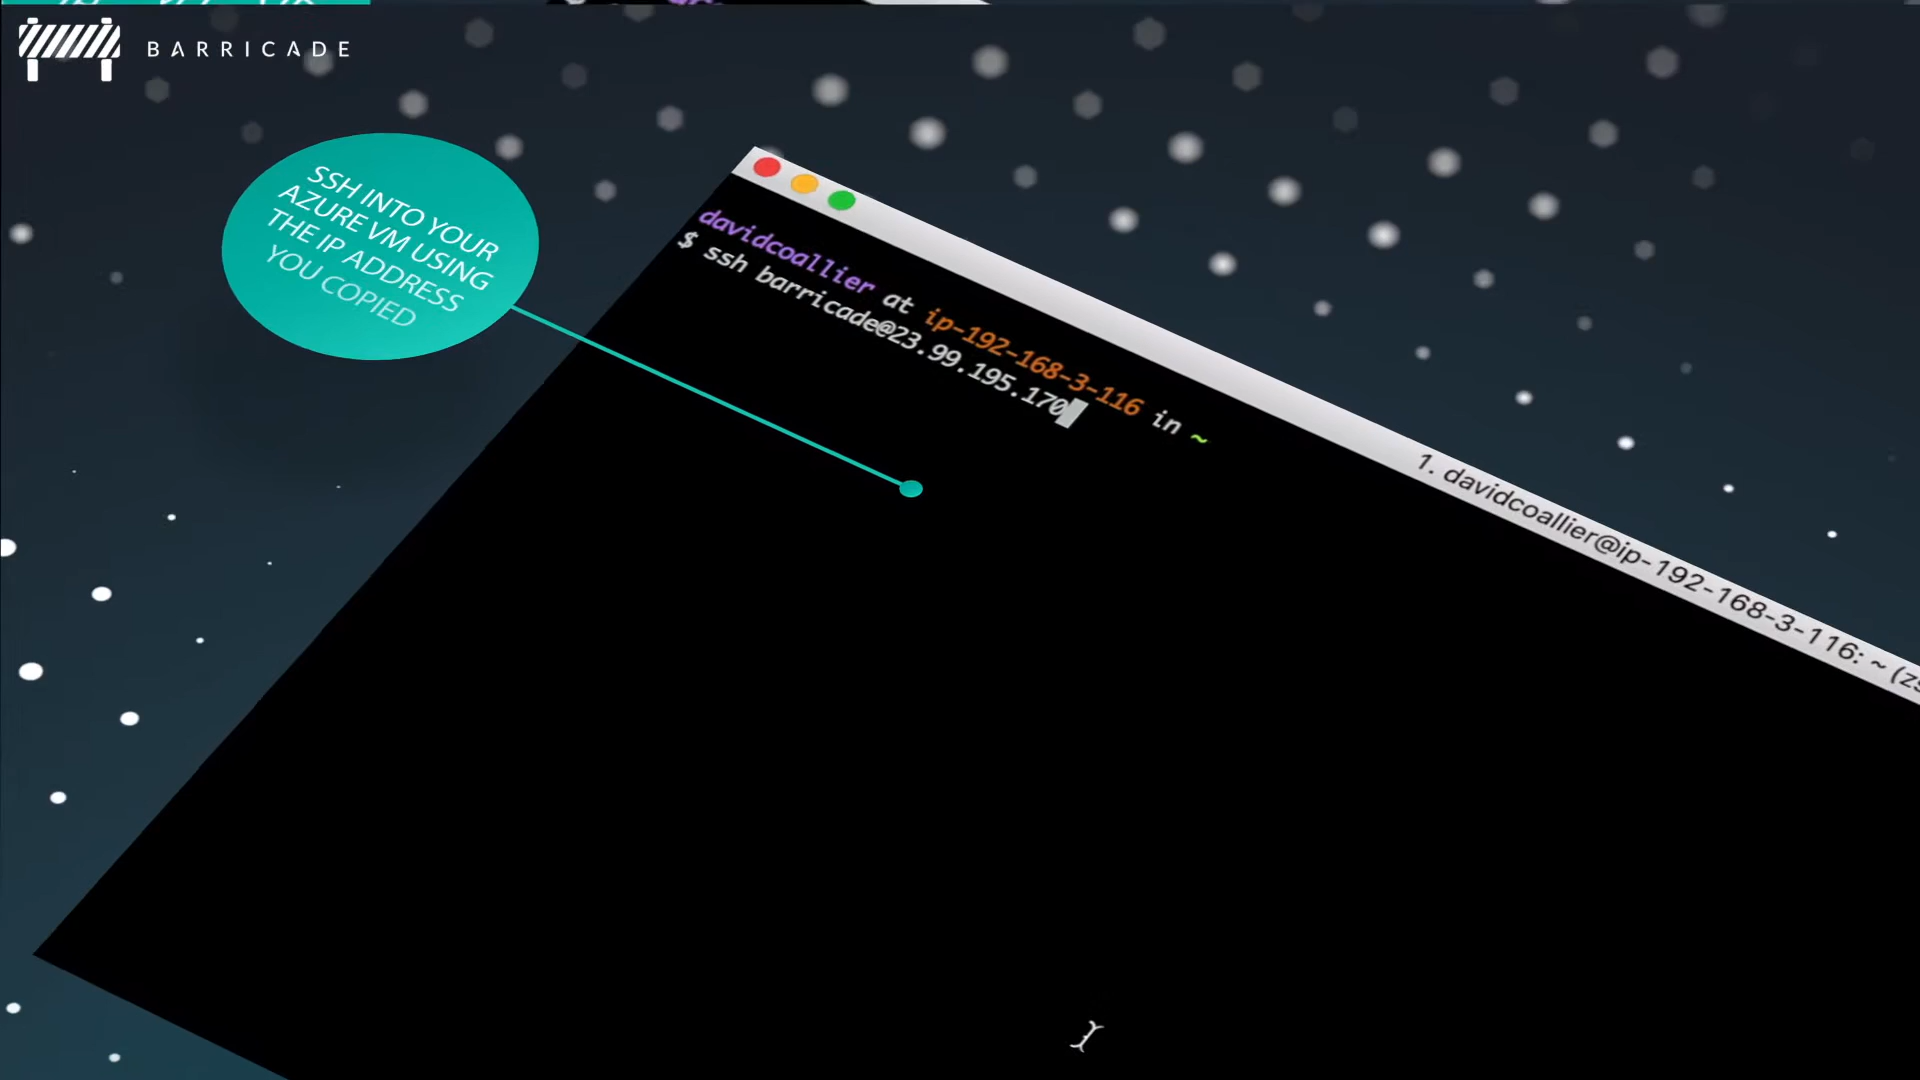 BARRICADE
SSH INTO YOUR
AZURE VM USING
THE IP ADDRESS
YOU COPIED
davidcoallier at ip-192-168-3-116 in ~
$ ssh barricade@23.99.195.170
1. davidcoallier@ip-192-168-3-116: ~ (zs